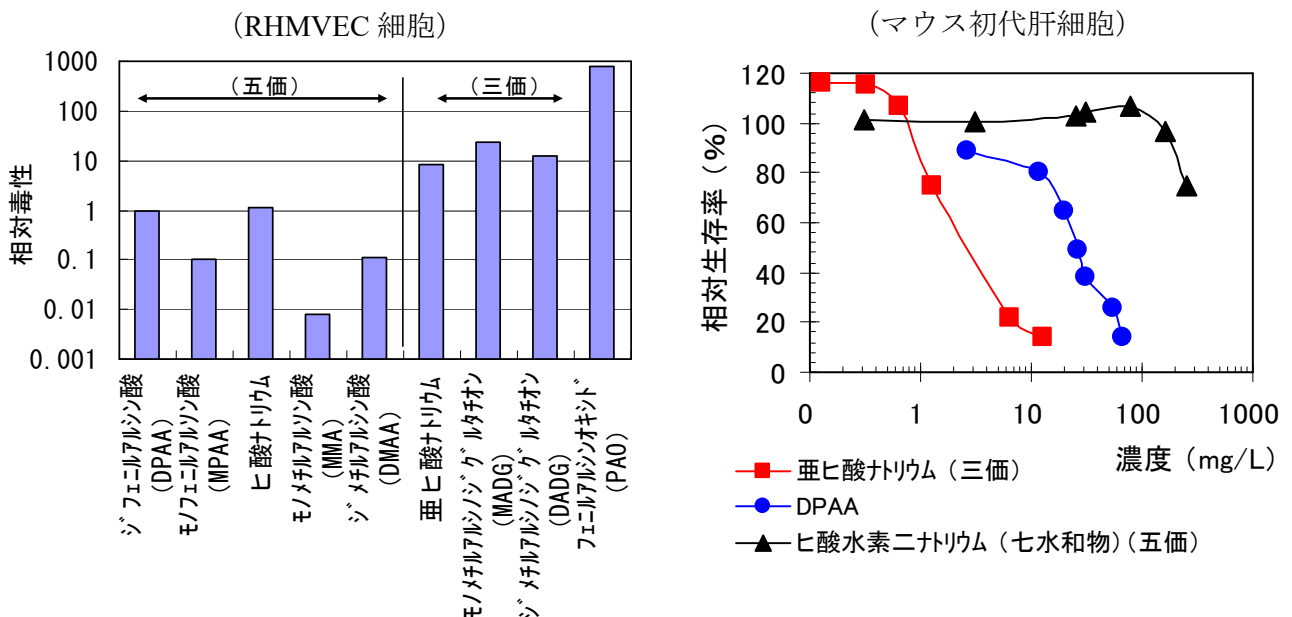 (RHMVEC 細胞)
1000
100
10
1
0.1
0.01
0.001
相対毒性
(五価)
(三価)
ジフェニルアルシン酸
(DPAA)
モノフェニルアルソン酸
(MPAA)
ヒ酸ナトリウム
モノメチルアルソン酸
(MMA)
ジメチルアルシン酸
(DMAA)
亜ヒ酸ナトリウム
モノメチルアルシノジグルタチオン
(MADG)
ジメチルアルシノジグルタチオン
(DADG)
フェニルアルシンオキシド
(PAO)
(マウス初代肝細胞)
120
100
80
60
40
20
0
相対生存率 (%)
0 1 10 100 1000
濃度 (mg/L)
亜ヒ酸ナトリウム (三価)
DPAA
ヒ酸水素二ナトリウム (七水和物) (五価)